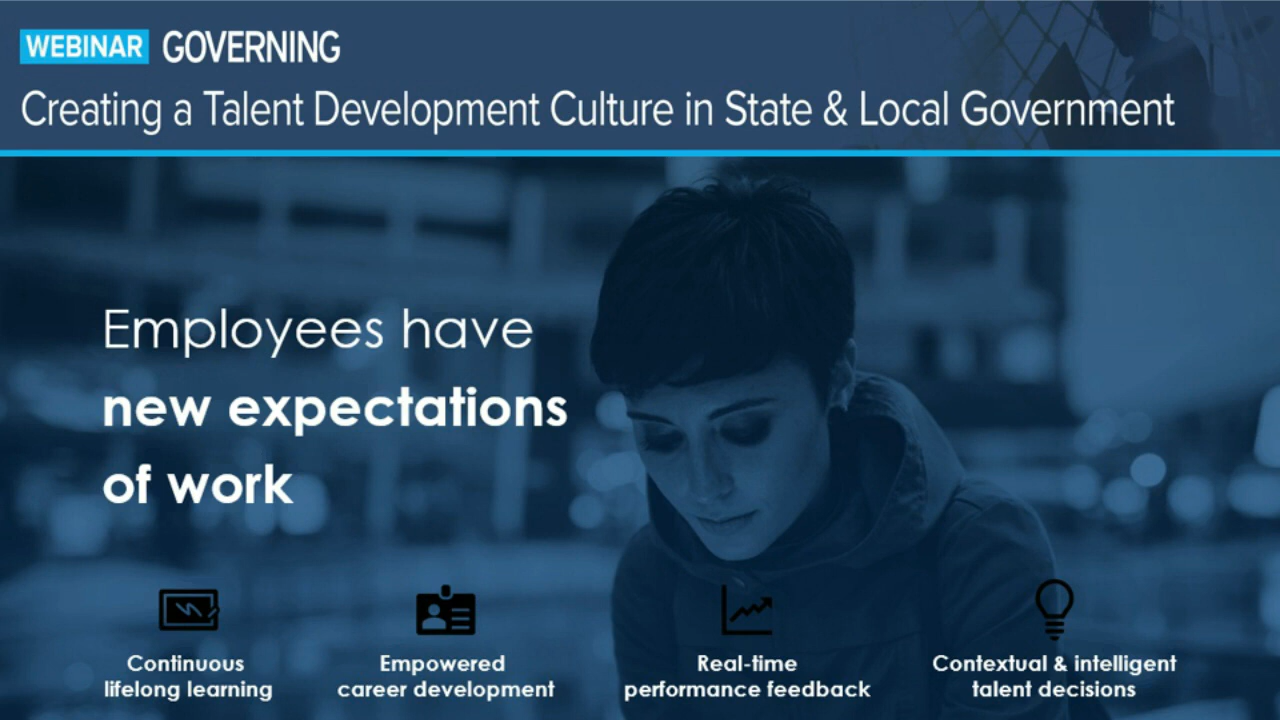 WEBINAR GOVERNING
Creating a Talent Development Culture in State & Local Government
Employees have
new expectations
of work
Continuous
lifelong learning
Empowered
career development
Real-time
performance feedback
Contextual & intelligent
talent decisions